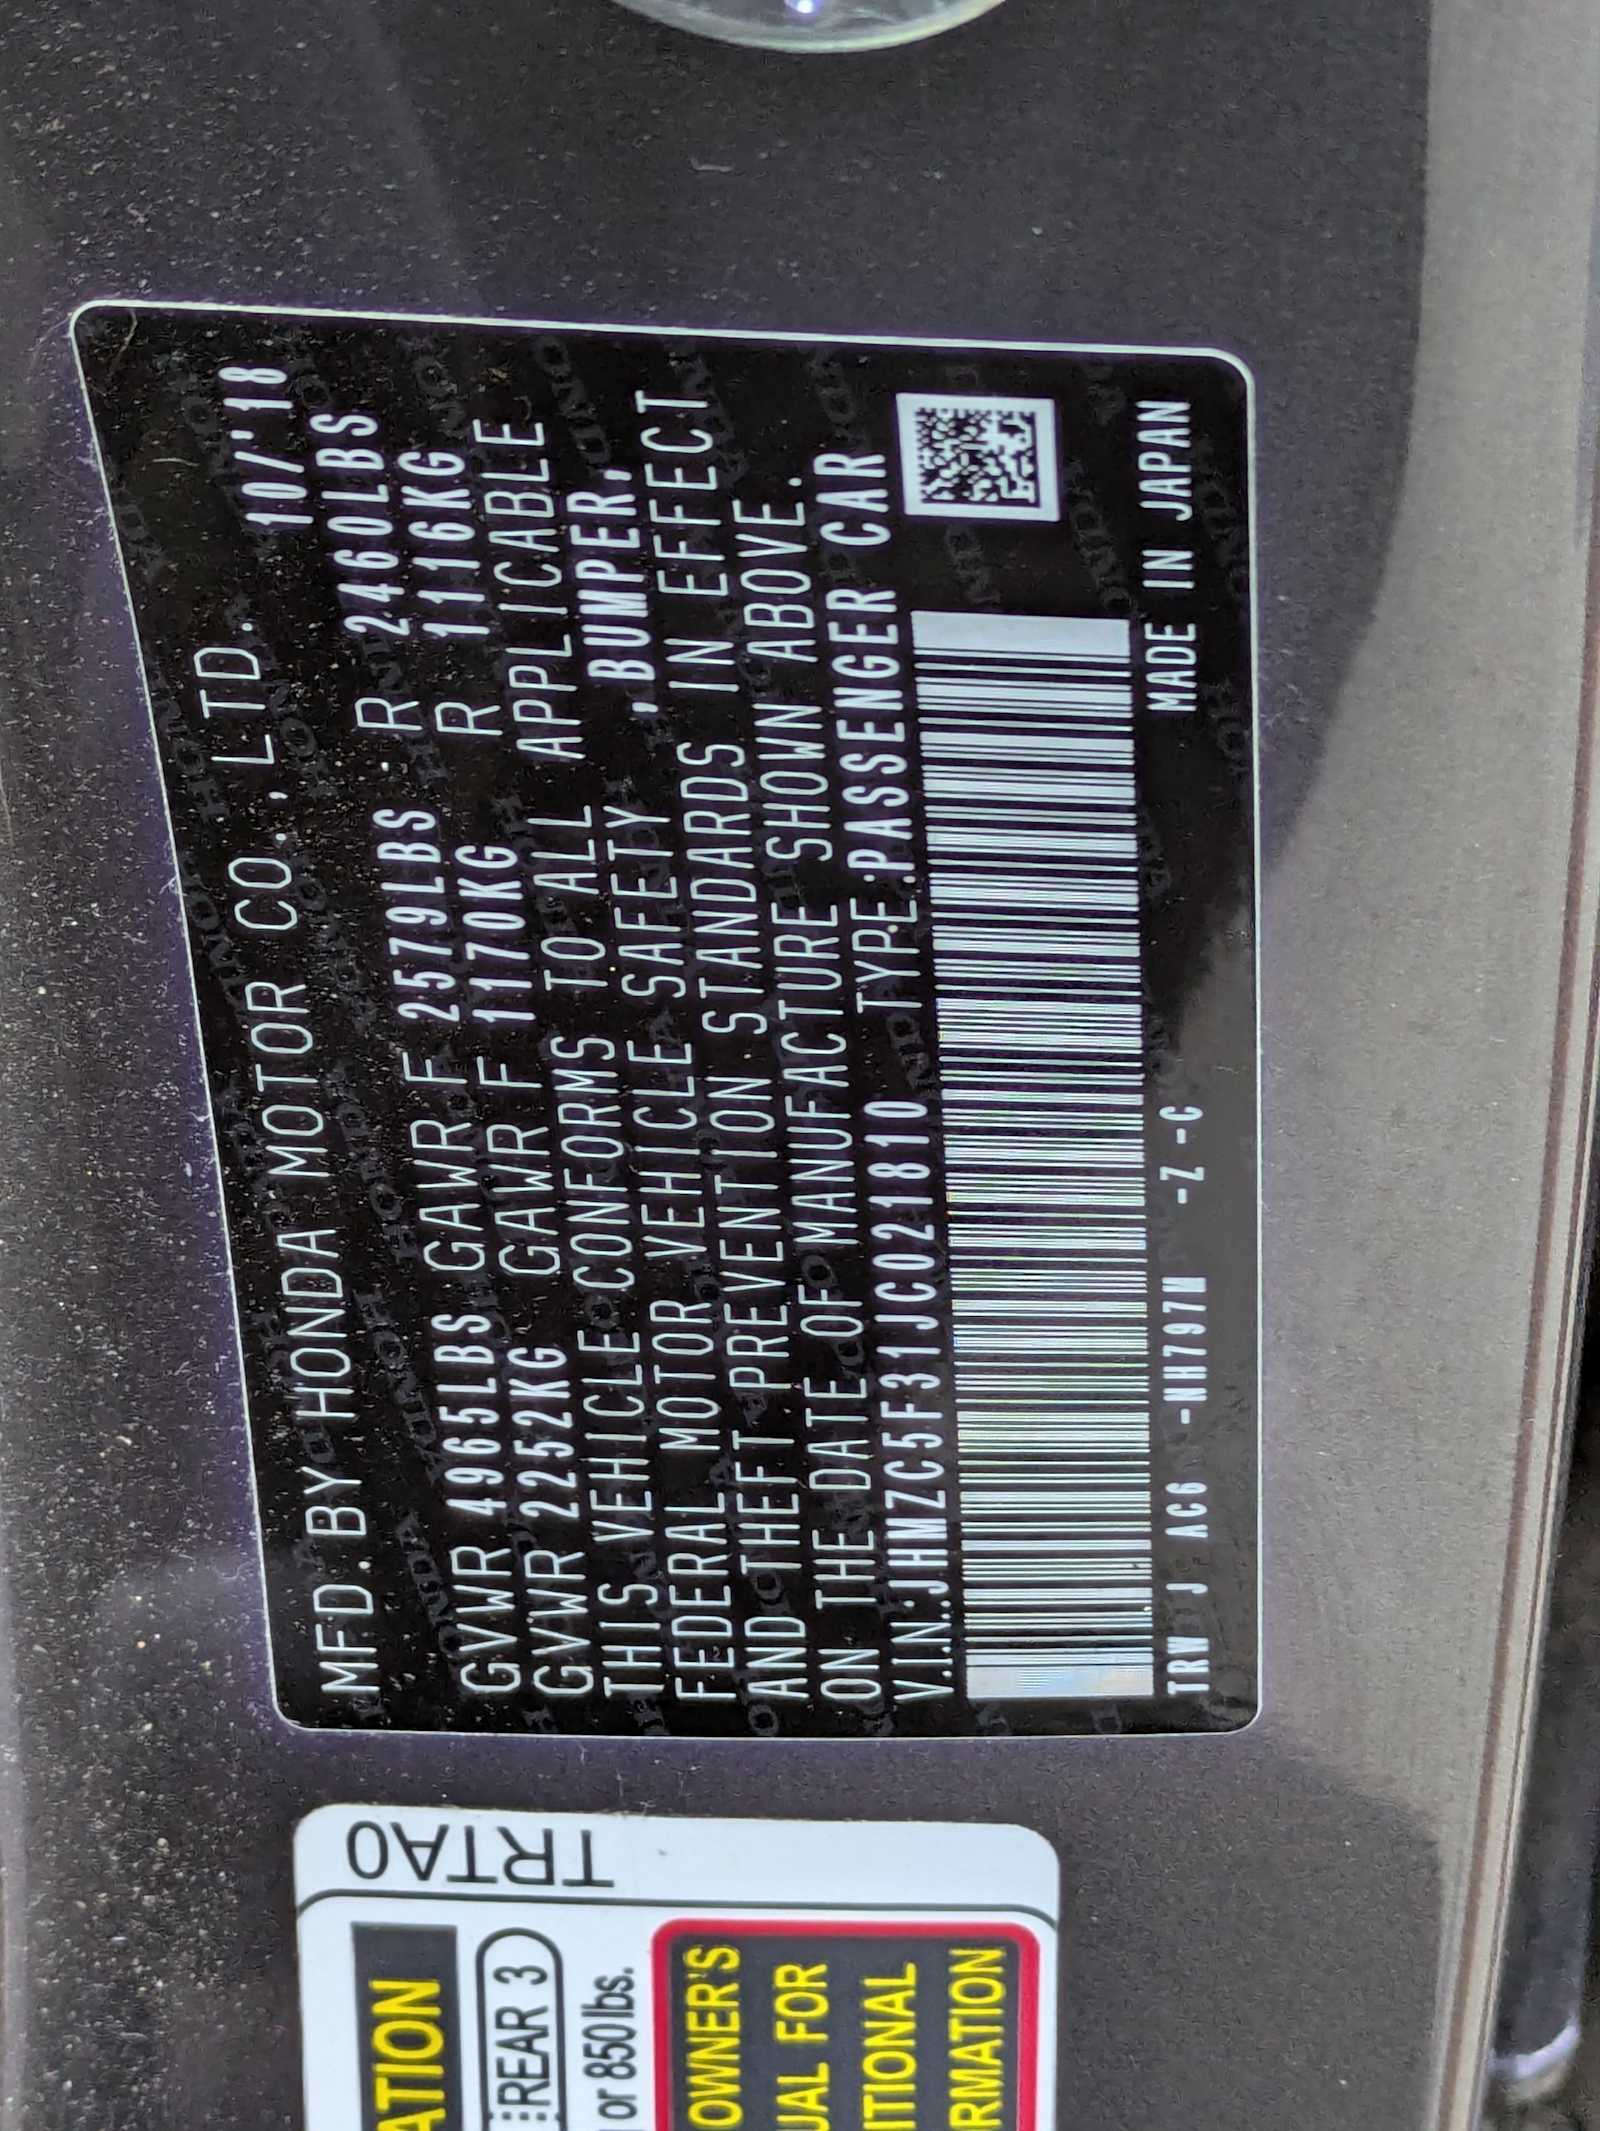 MFD. BY HONDA MOTOR CO., LTD. 10/'18
GVWR 4965LBS GAWR F 2579LBS R 2460LBS
GVWR 2252KG GAWR F 1170KG R 1116KG
THIS VEHICLE CONFORMS TO ALL APPLICABLE
FEDERAL MOTOR VEHICLE SAFETY ,BUMPER,
AND THEFT PREVENTION STANDARDS IN EFFECT
ON THE DATE OF MANUFACTURE SHOWN ABOVE.
V.I.N.:JHMZC5F31JC021810 TYPE:PASSENGER CAR
TRW J AC6 -NH797M -Z -C MADE IN JAPAN
TRTA0
ATION
REAR 3
or 850 lbs.
OWNER'S
UAL FOR
ITIONAL
RMATION